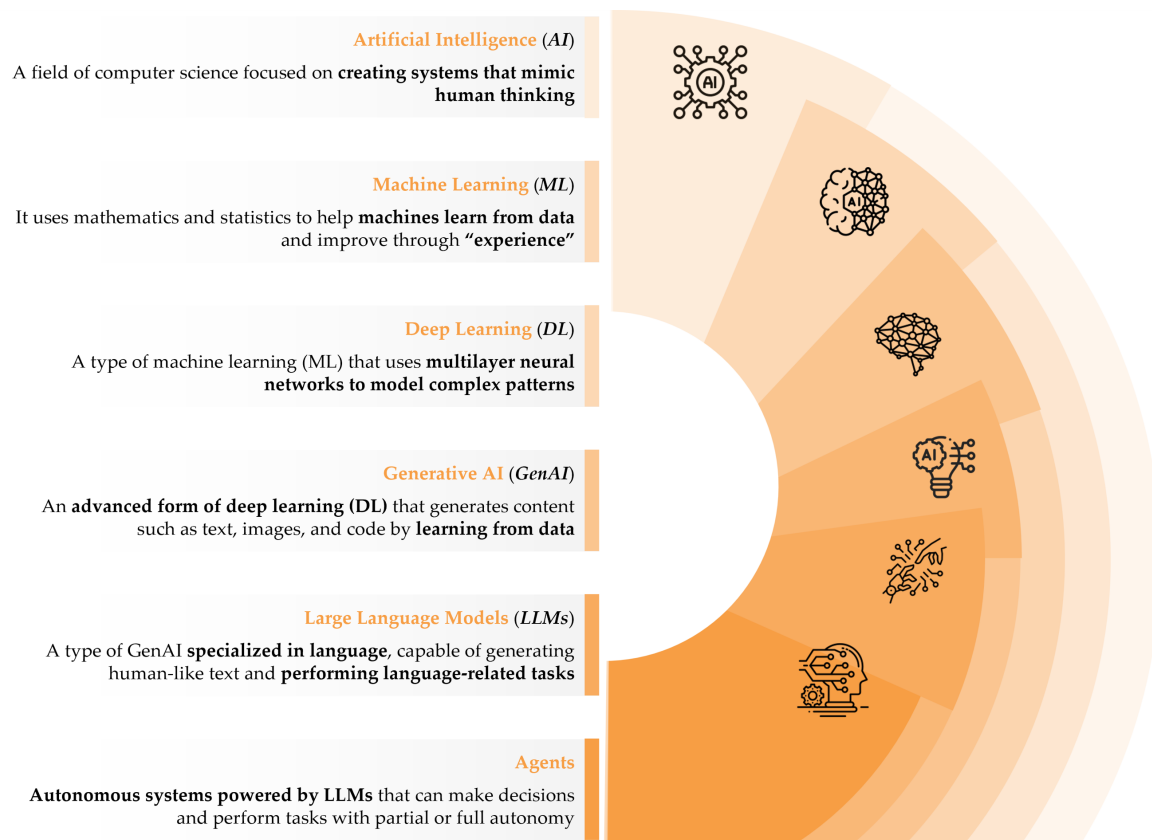 Artificial Intelligence (AI)
A field of computer science focused on creating systems that mimic
human thinking
AI
Machine Learning (ML)
It uses mathematics and statistics to help machines learn from data
and improve through “experience”
AI
Deep Learning (DL)
A type of machine learning (ML) that uses multilayer neural
networks to model complex patterns
Generative AI (GenAI)
An advanced form of deep learning (DL) that generates content
such as text, images, and code by learning from data
AI
Large Language Models (LLMs)
A type of GenAI specialized in language, capable of generating
human-like text and performing language-related tasks
Agents
Autonomous systems powered by LLMs that can make decisions
and perform tasks with partial or full autonomy